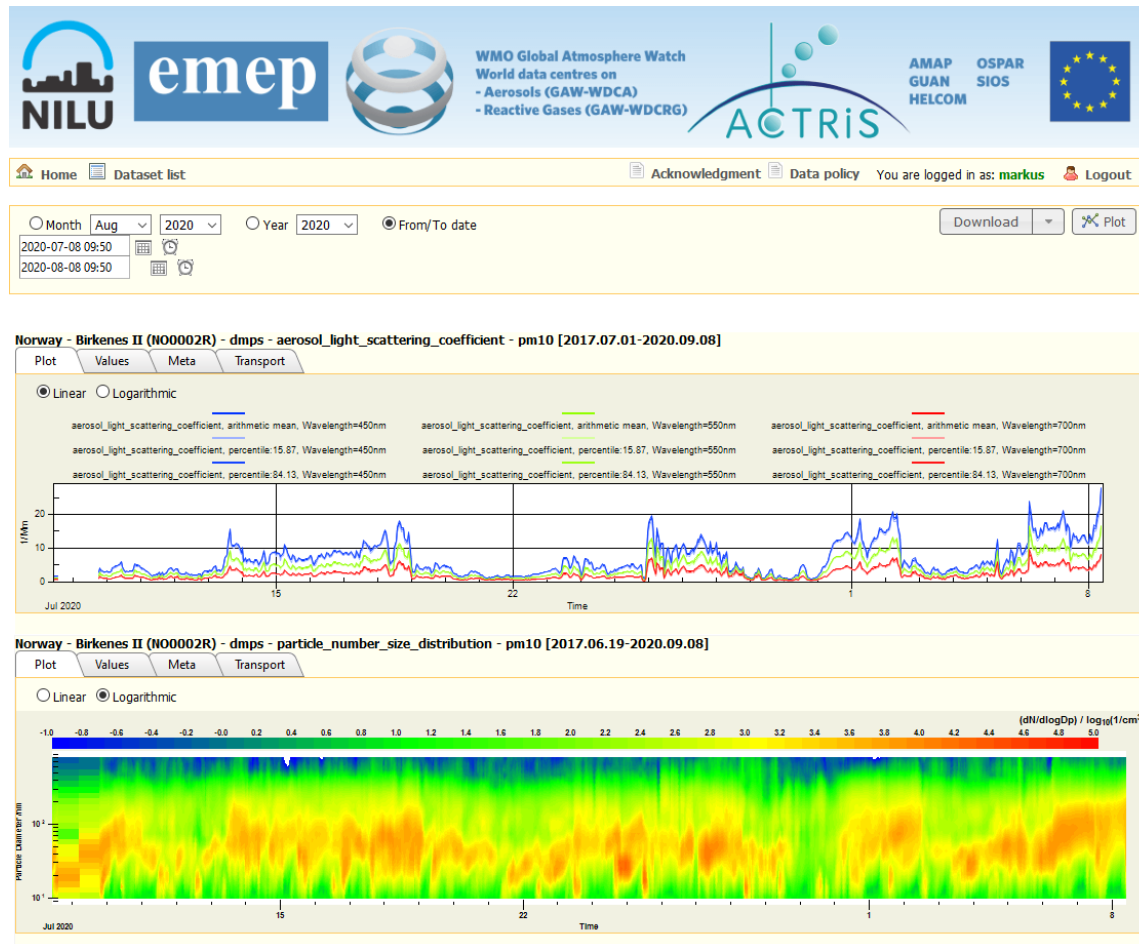 NILU
emep
WMO Global Atmosphere Watch
World data centres on
- Aerosols (GAW-WDCA)
- Reactive Gases (GAW-WDCRG)
ACTRiS
AMAP OSPAR
GUAN SIOS
HELCOM
Home Dataset list Acknowledgment Data policy You are logged in as: markus Logout
Month Aug 2020 Year 2020 From/To date Download Plot
2020-07-08 09:50
2020-08-08 09:50
Norway - Birkenes II (NO0002R) - dmps - aerosol_light_scattering_coefficient - pm10 [2017.07.01-2020.09.08]
Plot Values Meta Transport
Linear Logarithmic
aerosol_light_scattering_coefficient, arithmetic mean, Wavelength=450nm aerosol_light_scattering_coefficient, arithmetic mean, Wavelength=550nm aerosol_light_scattering_coefficient, arithmetic mean, Wavelength=700nm
aerosol_light_scattering_coefficient, percentile:15.87, Wavelength=450nm aerosol_light_scattering_coefficient, percentile:15.87, Wavelength=550nm aerosol_light_scattering_coefficient, percentile:15.87, Wavelength=700nm
aerosol_light_scattering_coefficient, percentile:84.13, Wavelength=450nm aerosol_light_scattering_coefficient, percentile:84.13, Wavelength=550nm aerosol_light_scattering_coefficient, percentile:84.13, Wavelength=700nm
1/Mm
20
10
0
15 22 1 8
Jul 2020 Time
Norway - Birkenes II (NO0002R) - dmps - particle_number_size_distribution - pm10 [2017.06.19-2020.09.08]
Plot Values Meta Transport
Linear Logarithmic
(dN/dlogDp) / log10(1/cm³
-1.0 -0.8 -0.6 -0.4 -0.2 -0.0 0.2 0.4 0.6 0.8 1.0 1.2 1.4 1.6 1.8 2.0 2.2 2.4 2.6 2.8 3.0 3.2 3.4 3.6 3.8 4.0 4.2 4.4 4.6 4.8 5.0
Particle Diameter nm
10²
10¹
15 22 1 8
Jul 2020 Time